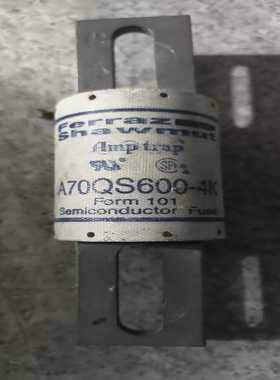 Ferraz
Shawmut
Amp-trap
A70QS600-4K
Form 101
Semiconductor Fuse